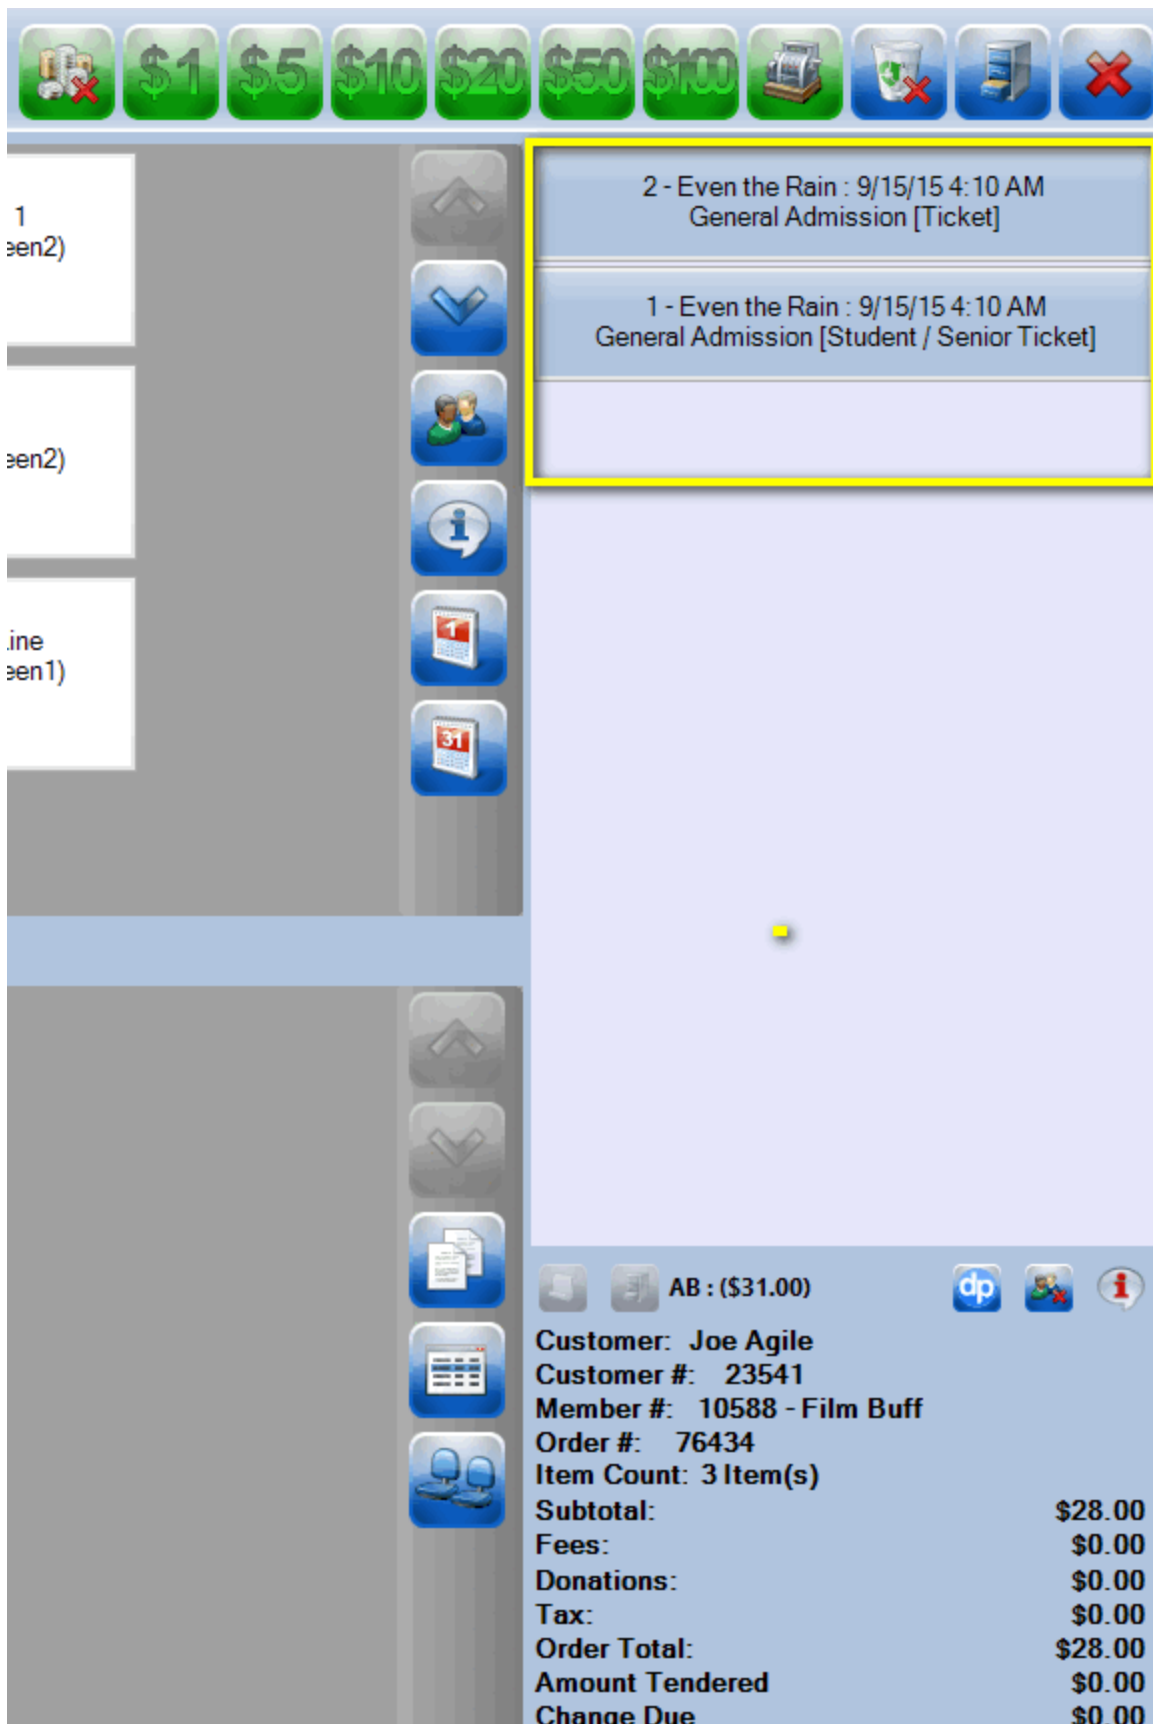 $1 $5 $10 $20 $50 $100
1
een2)
een2)
ine
een1)
1
31
2 - Even the Rain : 9/15/15 4:10 AM
General Admission [Ticket]
1 - Even the Rain : 9/15/15 4:10 AM
General Admission [Student / Senior Ticket]
AB : ($31.00)
dp
Customer: Joe Agile
Customer #: 23541
Member #: 10588 - Film Buff
Order #: 76434
Item Count: 3 Item(s)
Subtotal: $28.00
Fees: $0.00
Donations: $0.00
Tax: $0.00
Order Total: $28.00
Amount Tendered $0.00
Change Due $0.00